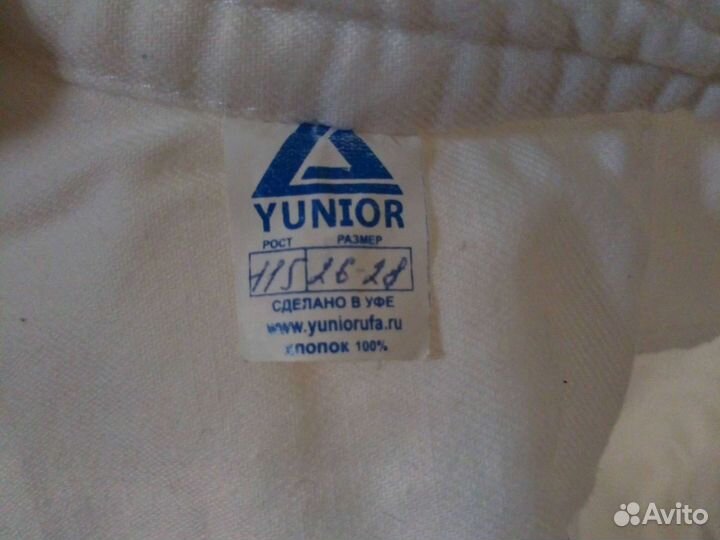 YUNIOR
РОСТ РАЗМЕР
115 26-28
СДЕЛАНО В УФЕ
www.yuniorufa.ru
хлопок 100%
Avito